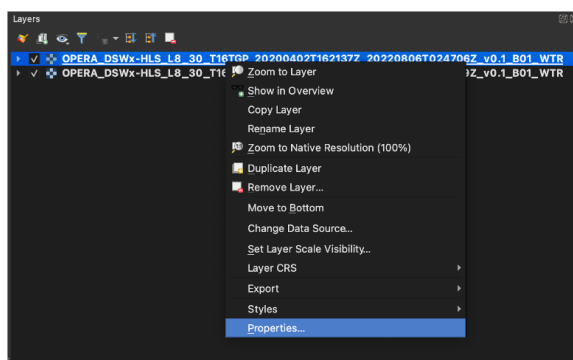 Layers
OPERA_DSWx-HLS_L8_30_T16TGP_20200402T162137Z_20220806T024706Z_v0.1_B01_WTR
OPERA_DSWx-HLS_L8_30_T16 9Z_v0.1_B01_WTR
Zoom to Layer
Show in Overview
Copy Layer
Rename Layer
Zoom to Native Resolution (100%)
Duplicate Layer
Remove Layer...
Move to Bottom
Change Data Source...
Set Layer Scale Visibility...
Layer CRS
Export
Styles
Properties...